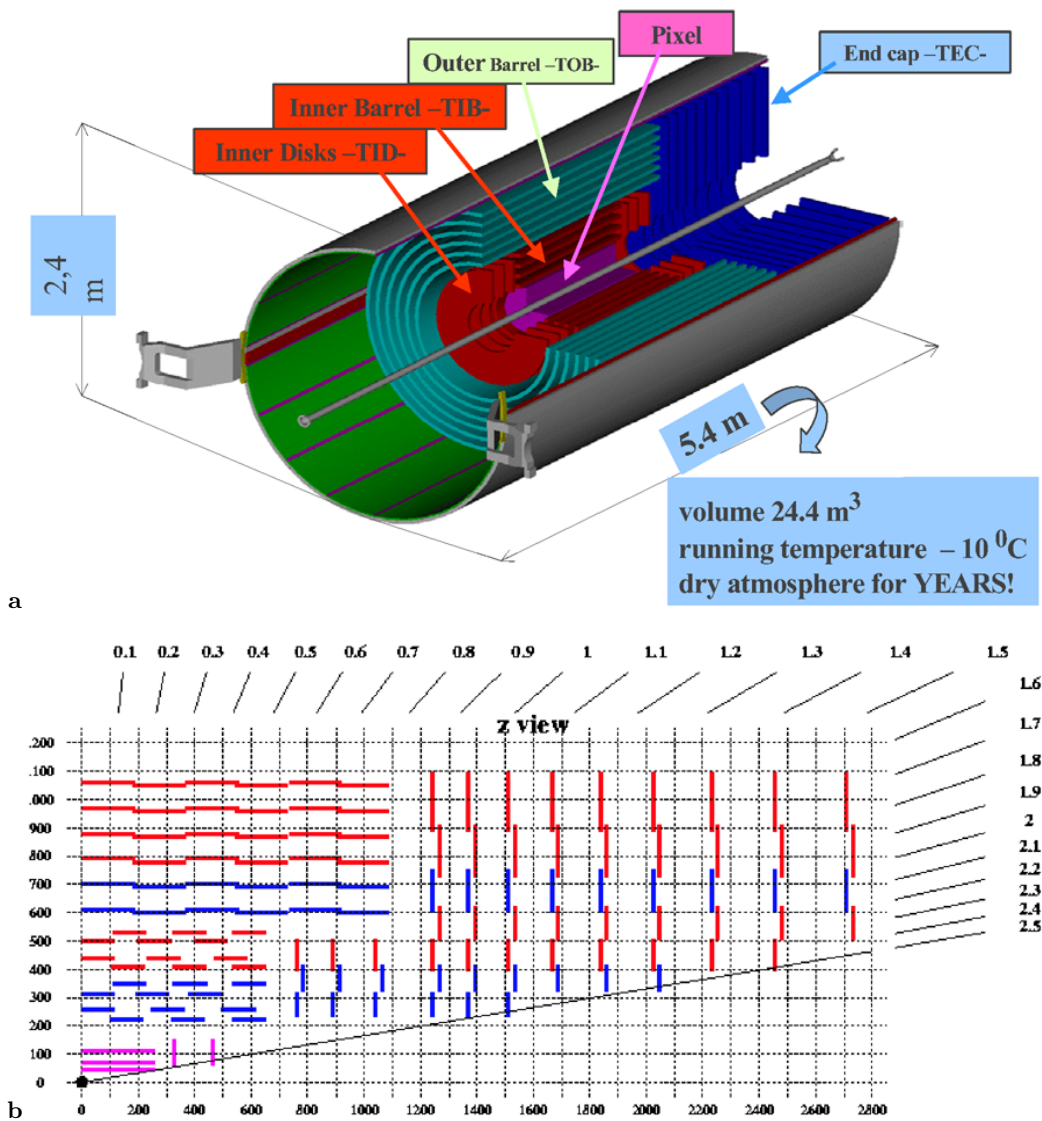 Pixel
Outer Barrel –TOB-
End cap –TEC-
Inner Barrel –TIB-
Inner Disks –TID-
2,4
m
5.4 m
volume 24.4 m³
running temperature – 10 ⁰C
dry atmosphere for YEARS!
a
0.1 0.2 0.3 0.4 0.5 0.6 0.7 0.8 0.9 1 1.1 1.2 1.3 1.4 1.5
1.6
1.7
1.8
1.9
2
2.1
2.2
2.3
2.4
2.5
z view
.200
.100
.000
900
800
700
600
500
400
300
200
100
0
0 200 400 600 800 1000 1200 1400 1600 1800 2000 2200 2400 2600 2800
b